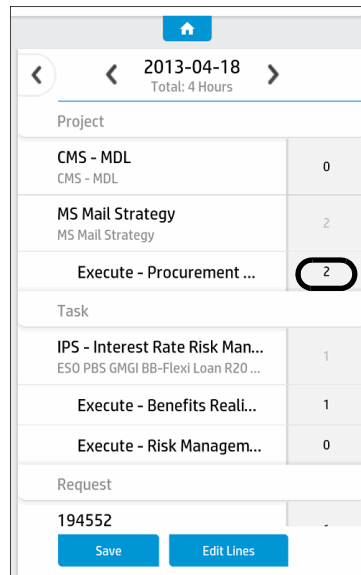 2013-04-18
Total: 4 Hours
Project
CMS - MDL
0
CMS - MDL
MS Mail Strategy
2
MS Mail Strategy
Execute - Procurement ...
2
Task
IPS - Interest Rate Risk Man...
1
ESO PBS GMGI BB-Flexi Loan R20 ...
Execute - Benefits Reali...
1
Execute - Risk Managem...
0
Request
194552
Save
Edit Lines